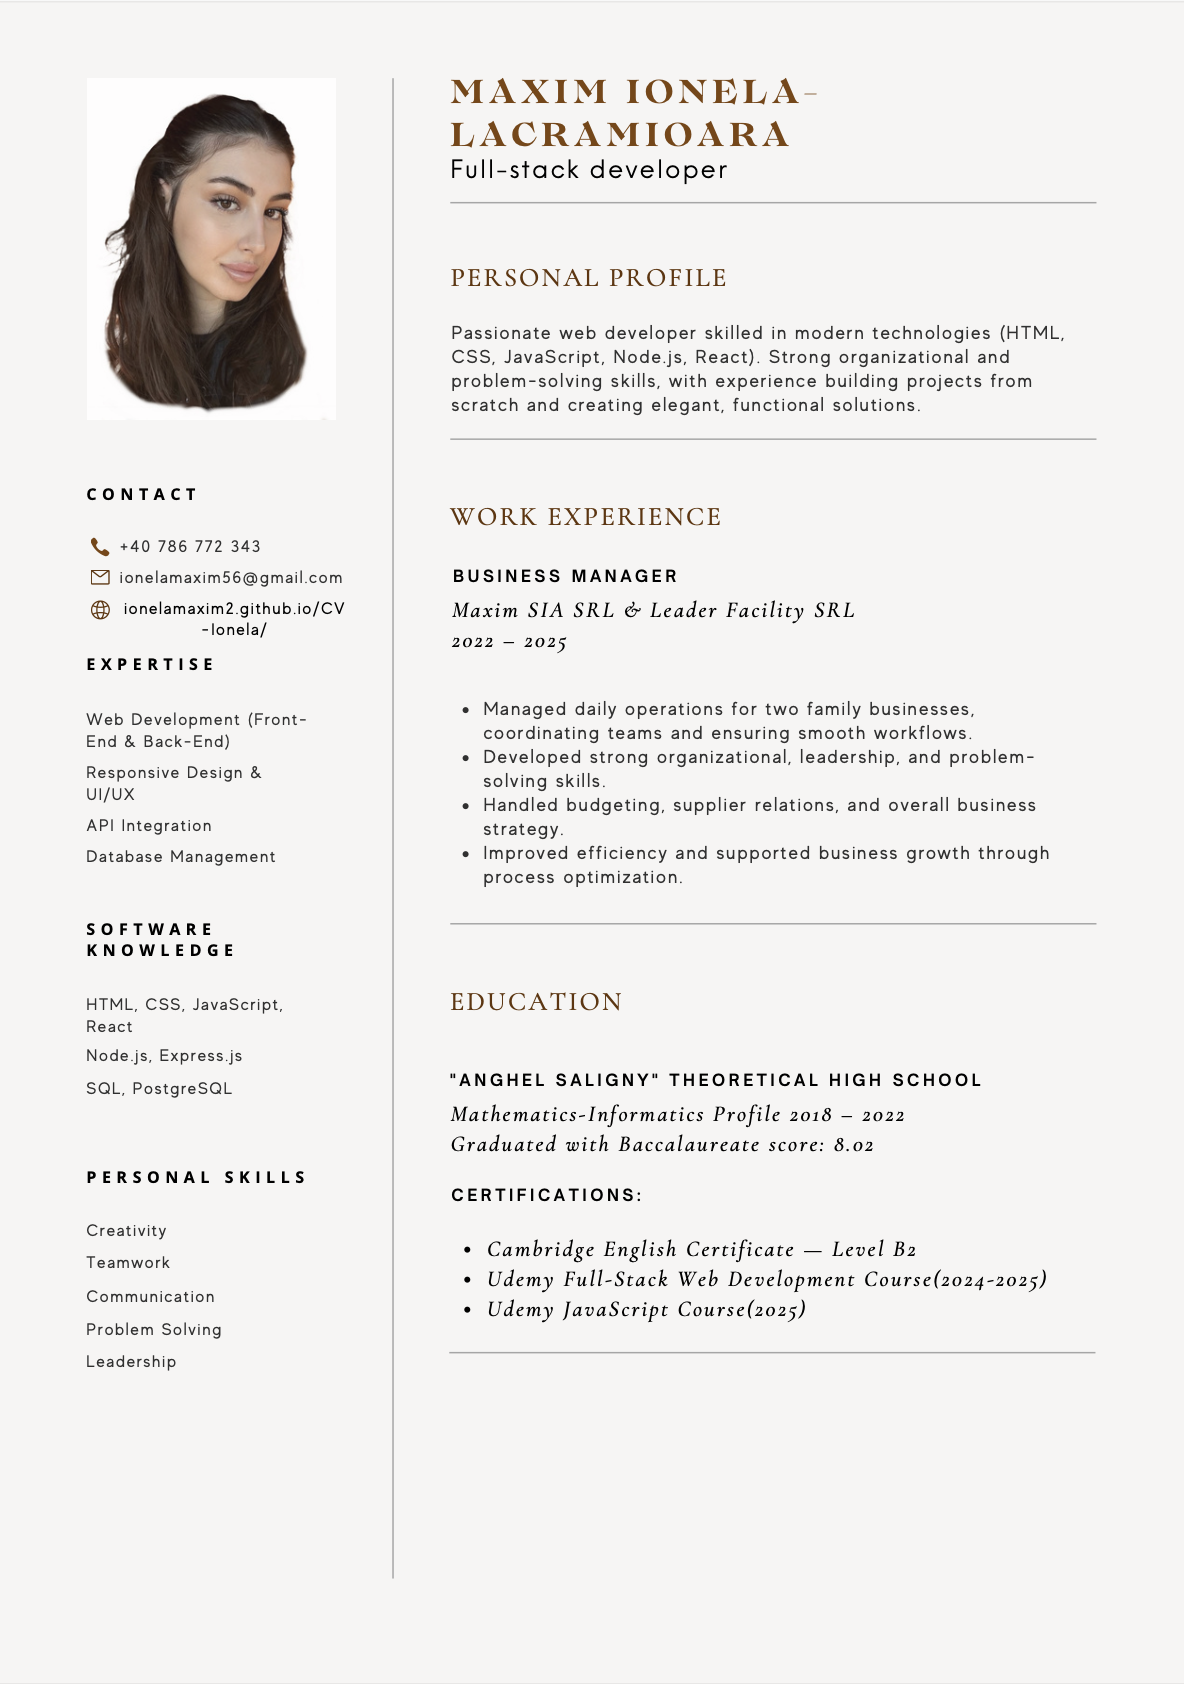 MAXIM IONELA-
LACRAMIOARA
Full-stack developer
CONTACT
+40 786 772 343
ionelamaxim56@gmail.com
ionelamaxim2.github.io/CV
-Ionela/
EXPERTISE
Web Development (Front-
End & Back-End)
Responsive Design &
UI/UX
API Integration
Database Management
SOFTWARE
KNOWLEDGE
HTML, CSS, JavaScript,
React
Node.js, Express.js
SQL, PostgreSQL
PERSONAL SKILLS
Creativity
Teamwork
Communication
Problem Solving
Leadership
PERSONAL PROFILE
Passionate web developer skilled in modern technologies (HTML,
CSS, JavaScript, Node.js, React). Strong organizational and
problem-solving skills, with experience building projects from
scratch and creating elegant, functional solutions.
WORK EXPERIENCE
BUSINESS MANAGER
Maxim SIA SRL & Leader Facility SRL
2022 – 2025
• Managed daily operations for two family businesses,
coordinating teams and ensuring smooth workflows.
• Developed strong organizational, leadership, and problem-
solving skills.
• Handled budgeting, supplier relations, and overall business
strategy.
• Improved efficiency and supported business growth through
process optimization.
EDUCATION
"ANGHEL SALIGNY" THEORETICAL HIGH SCHOOL
Mathematics-Informatics Profile 2018 – 2022
Graduated with Baccalaureate score: 8.02
CERTIFICATIONS:
• Cambridge English Certificate — Level B2
• Udemy Full-Stack Web Development Course(2024-2025)
• Udemy JavaScript Course(2025)